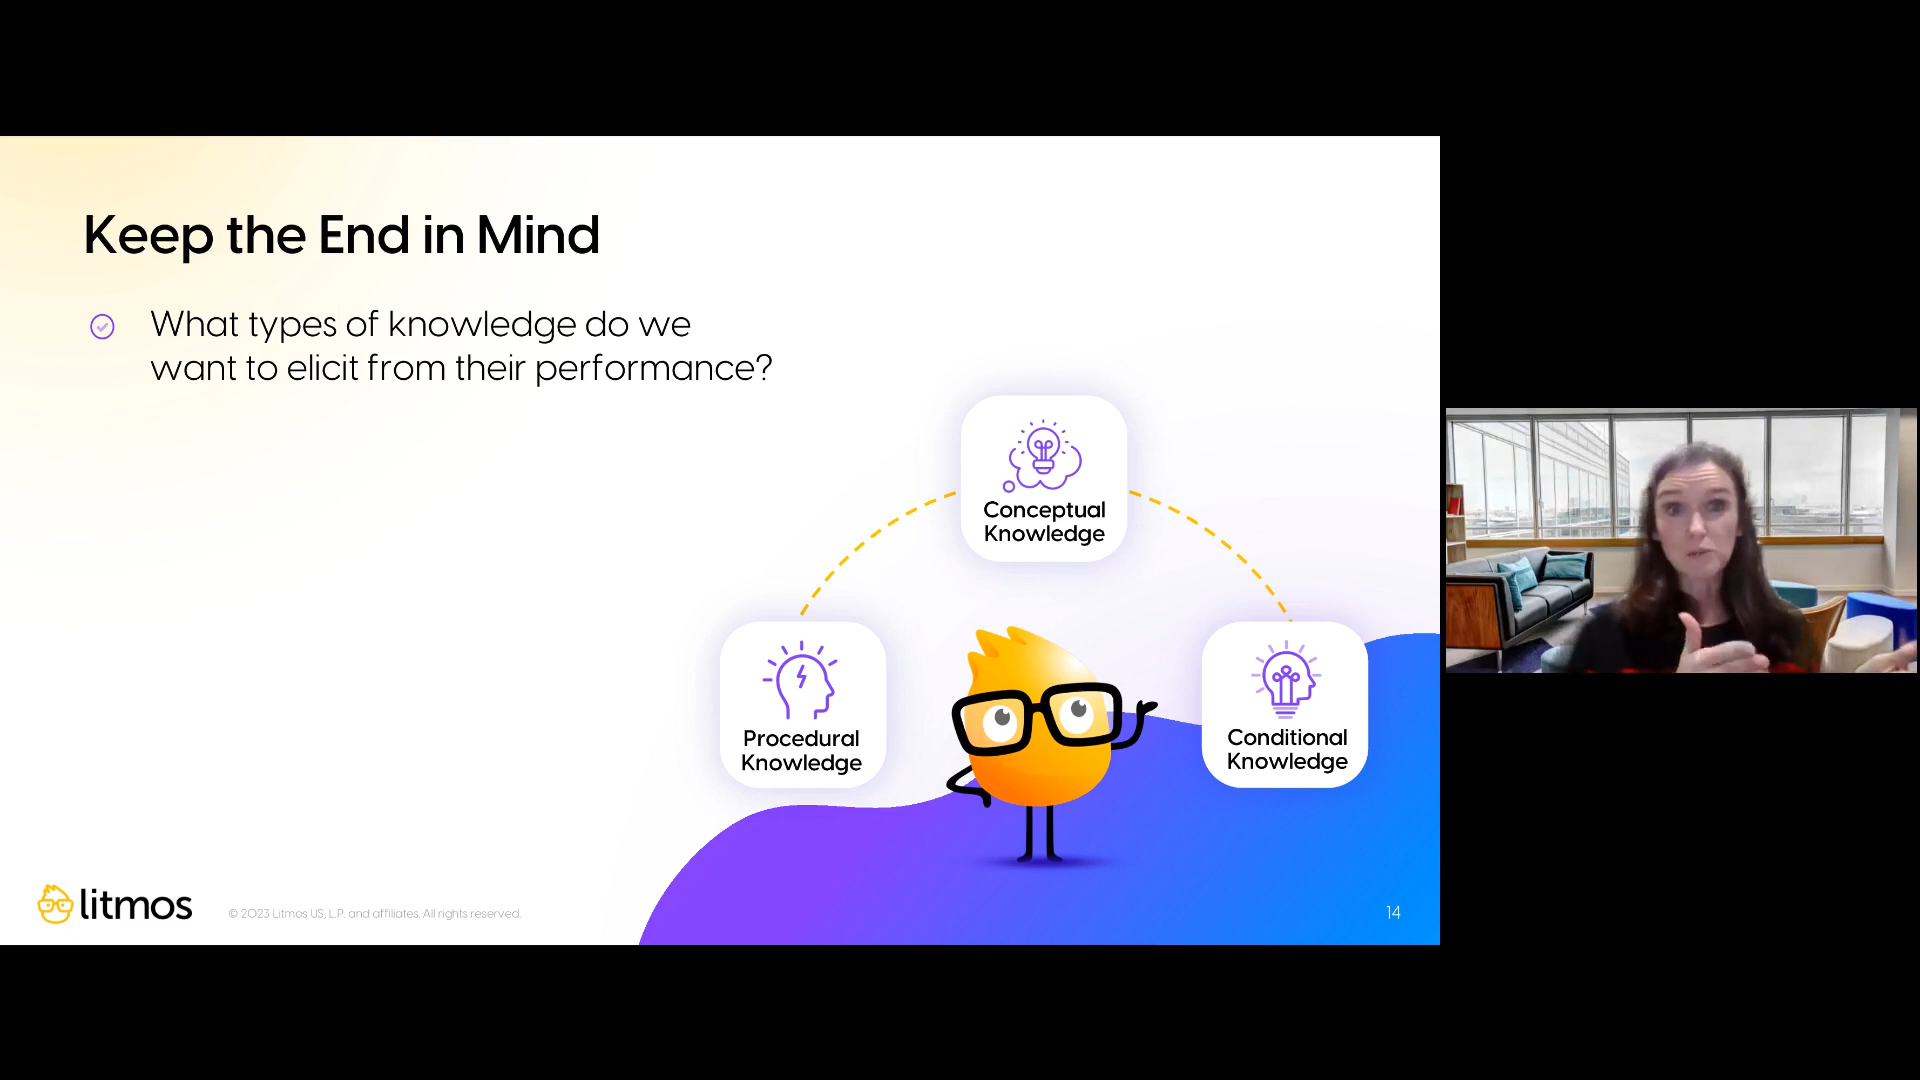 Keep the End in Mind
What types of knowledge do we
want to elicit from their performance?
Conceptual
Knowledge
Procedural
Knowledge
Conditional
Knowledge
litmos
© 2023 Litmos US, L.P. and affiliates. All rights reserved.
14